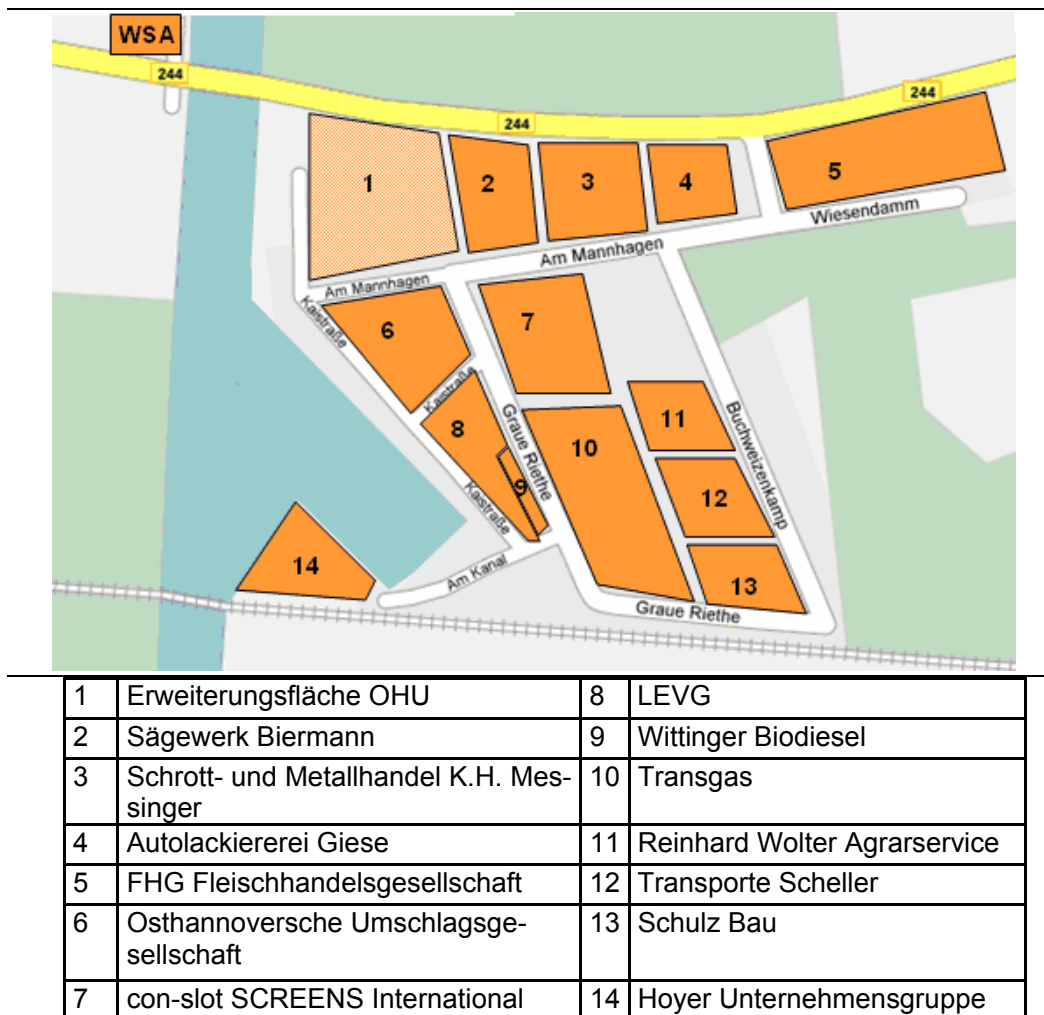 WSA
244
244
244
1
2
3
4
5
Wiesendamm
Am Mannhagen
Am Mannhagen
Kaistraße
6
7
Kaistraße
8
Graue Riethe
9
Kaistraße
10
11
Buchweizenkamp
12
13
14
Am Kanal
Graue Riethe
1 Erweiterungsfläche OHU 8 LEVG
2 Sägewerk Biermann 9 Wittinger Biodiesel
3 Schrott- und Metallhandel K.H. Mes- 10 Transgas
singer
4 Autolackiererei Giese 11 Reinhard Wolter Agrarservice
5 FHG Fleischhandelsgesellschaft 12 Transporte Scheller
6 Osthannoversche Umschlagsge- 13 Schulz Bau
sellschaft
7 con-slot SCREENS International 14 Hoyer Unternehmensgruppe